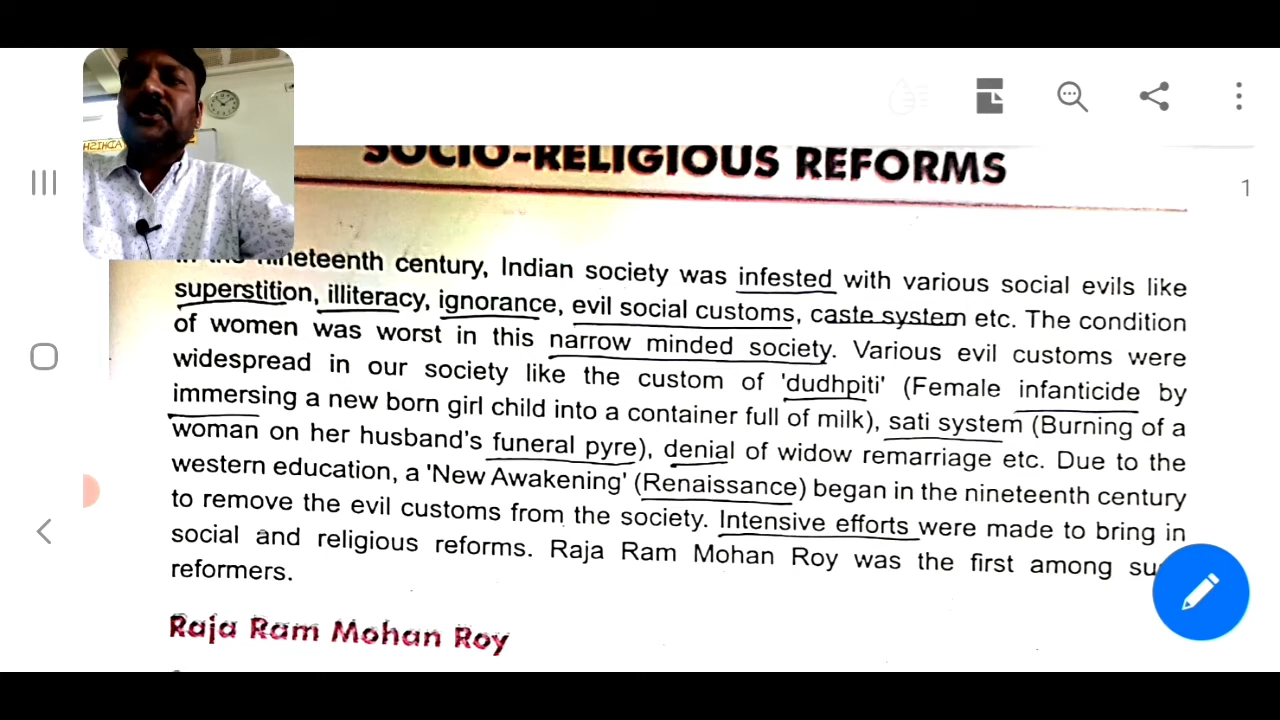 SOCIO-RELIGIOUS REFORMS
1
In the nineteenth century, Indian society was infested with various social evils like
superstition, illiteracy, ignorance, evil social customs, caste system etc. The condition
of women was worst in this narrow minded society. Various evil customs were
widespread in our society like the custom of 'dudhpiti' (Female infanticide by
immersing a new born girl child into a container full of milk), sati system (Burning of a
woman on her husband's funeral pyre), denial of widow remarriage etc. Due to the
western education, a 'New Awakening' (Renaissance) began in the nineteenth century
to remove the evil customs from the society. Intensive efforts were made to bring in
social and religious reforms. Raja Ram Mohan Roy was the first among
reformers.
Raja Ram Mohan Roy